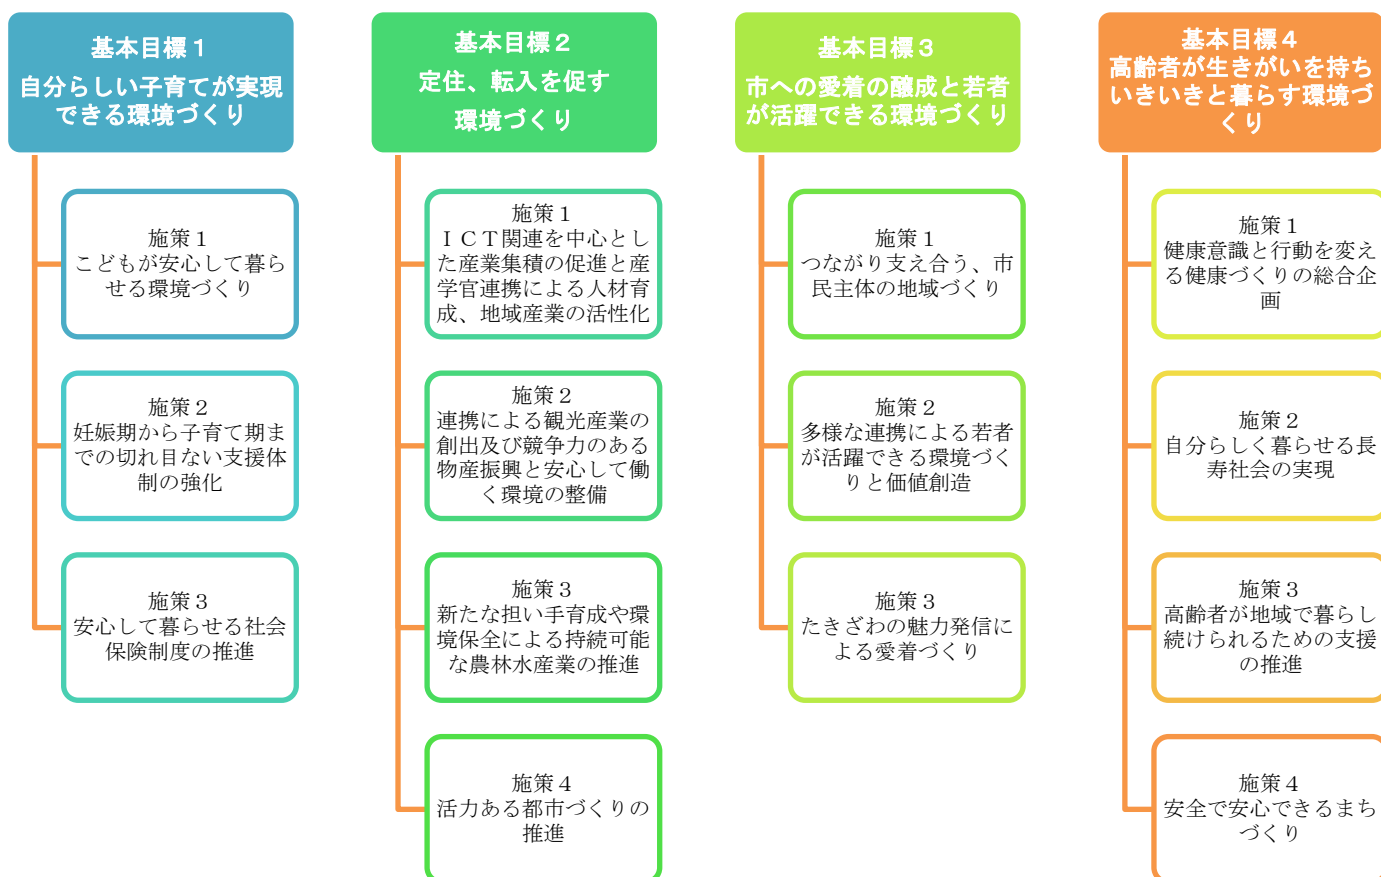 基本目標１
自分らしい子育てが実現
できる環境づくり
施策１
こどもが安心して暮ら
せる環境づくり
施策２
妊娠期から子育て期ま
での切れ目ない支援体
制の強化
施策３
安心して暮らせる社会
保険制度の推進
基本目標２
定住、転入を促す
環境づくり
施策１
ＩＣＴ関連を中心とし
た産業集積の促進と産
学官連携による人材育
成、地域産業の活性化
施策２
連携による観光産業の
創出及び競争力のある
物産振興と安心して働
く環境の整備
施策３
新たな担い手育成や環
境保全による持続可能
な農林水産業の推進
施策４
活力ある都市づくりの
推進
基本目標３
市への愛着の醸成と若者
が活躍できる環境づくり
施策１
つながり支え合う、市
民主体の地域づくり
施策２
多様な連携による若者
が活躍できる環境づく
りと価値創造
施策３
たきざわの魅力発信に
よる愛着づくり
基本目標４
高齢者が生きがいを持ち
いきいきと暮らす環境づ
くり
施策１
健康意識と行動を変え
る健康づくりの総合企
画
施策２
自分らしく暮らせる長
寿社会の実現
施策３
高齢者が地域で暮らし
続けられるための支援
の推進
施策４
安全で安心できるまち
づくり